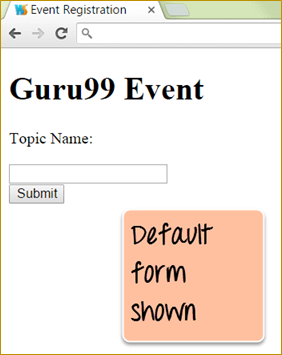 Event Registration
Guru99 Event
Topic Name:
Submit
Default
form
shown